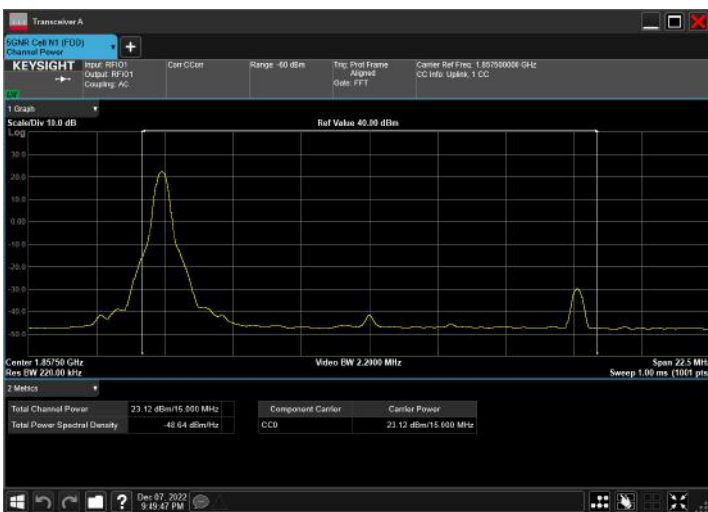 Transceiver A
5GNR Cell N1 (FDD)
Channel Power
KEYSIGHT
Input: RFIO1
Output: RFIO1
Coupling: AC
Corr CCorr
Range: -60 dBm
Trig: Prot Frame
Aligned
Gate: FFT
Carrier Ref Freq: 1.857500000 GHz
CC Info: Uplink, 1 CC
1 Graph
Scale/Div 10.0 dB
Ref Value 40.00 dBm
Log
30.0
20.0
10.0
0.00
-10.0
-20.0
-30.0
-40.0
-50.0
Center 1.85750 GHz
Video BW 2.2000 MHz
Span 22.5 MH
Res BW 220.00 kHz
Sweep 1.00 ms (1001 pts
2 Metrics
Total Channel Power 23.12 dBm/15.000 MHz
Total Power Spectral Density -48.64 dBm/Hz
Component Carrier Carrier Power
CC0 23.12 dBm/15.000 MHz
?
Dec 07, 2022
9:49:47 PM